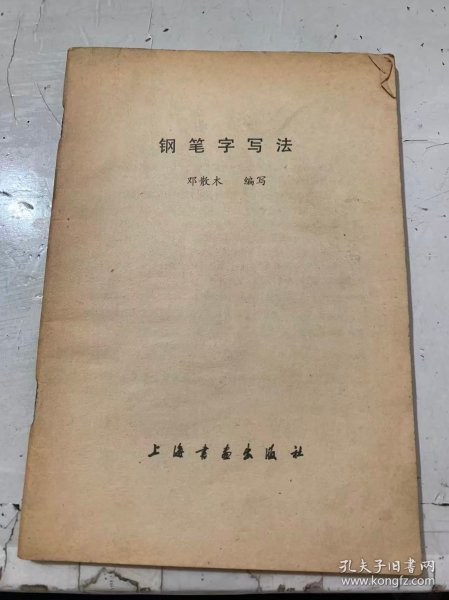 钢笔字写法
邓散木 编写
上海书画出版社
孔夫子旧书网
www.kongfz.com